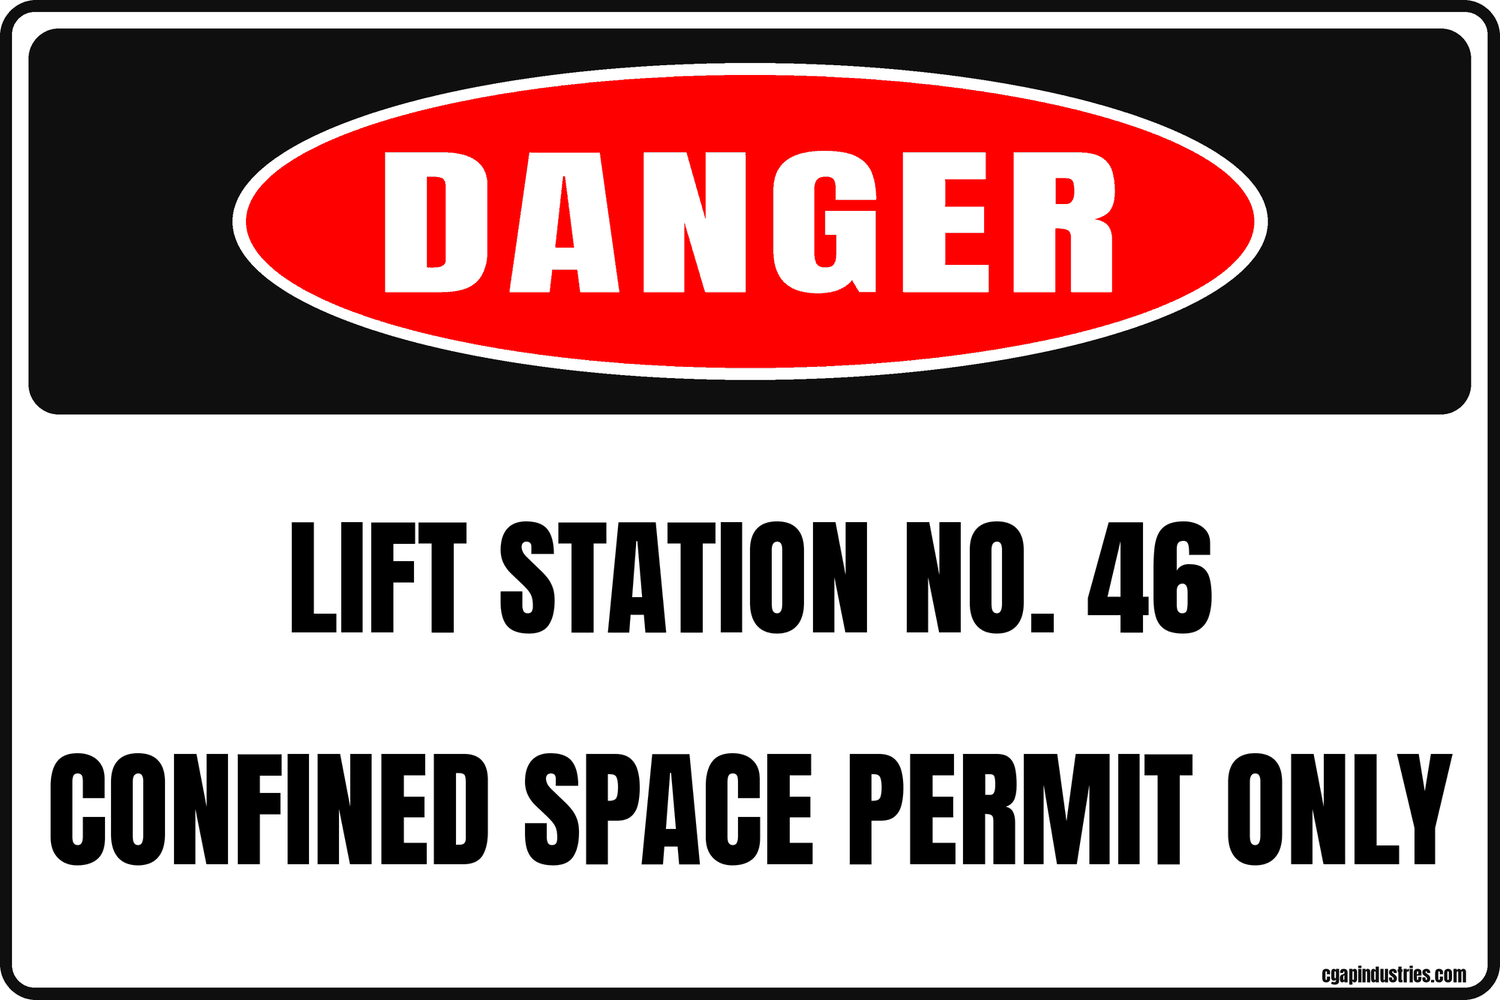 DANGER
LIFT STATION NO. 46
CONFINED SPACE PERMIT ONLY
cgapindustries.com